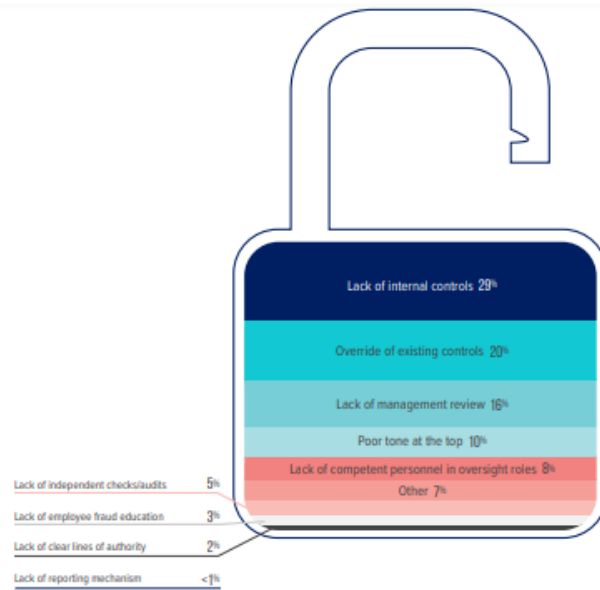 Lack of internal controls 29%
Override of existing controls 20%
Lack of management review 16%
Poor tone at the top 10%
Lack of competent personnel in oversight roles 8%
Other 7%
Lack of independent checks/audits 5%
Lack of employee fraud education 3%
Lack of clear lines of authority 2%
Lack of reporting mechanism <1%